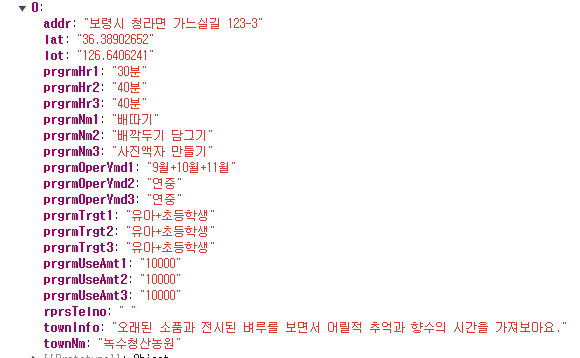 ▼ 0:
addr: "보령시 청라면 가느실길 123-3"
lat: "36.38902652"
lot: "126.6406241"
prgrmHr1: "30분"
prgrmHr2: "40분"
prgrmHr3: "40분"
prgrmNm1: "배따기"
prgrmNm2: "배깍두기 담그기"
prgrmNm3: "사진액자 만들기"
prgrmOperYmd1: "9월+10월+11월"
prgrmOperYmd2: "연중"
prgrmOperYmd3: "연중"
prgrmTrgt1: "유아+초등학생"
prgrmTrgt2: "유아+초등학생"
prgrmTrgt3: "유아+초등학생"
prgrmUseAmt1: "10000"
prgrmUseAmt2: "10000"
prgrmUseAmt3: "10000"
rprsTelno: " "
townInfo: "오래된 소품과 전시된 벼루를 보면서 어릴적 추억과 향수의 시간을 가져보아요."
townNm: "녹수청산농원"
[[Prototype]]: Object